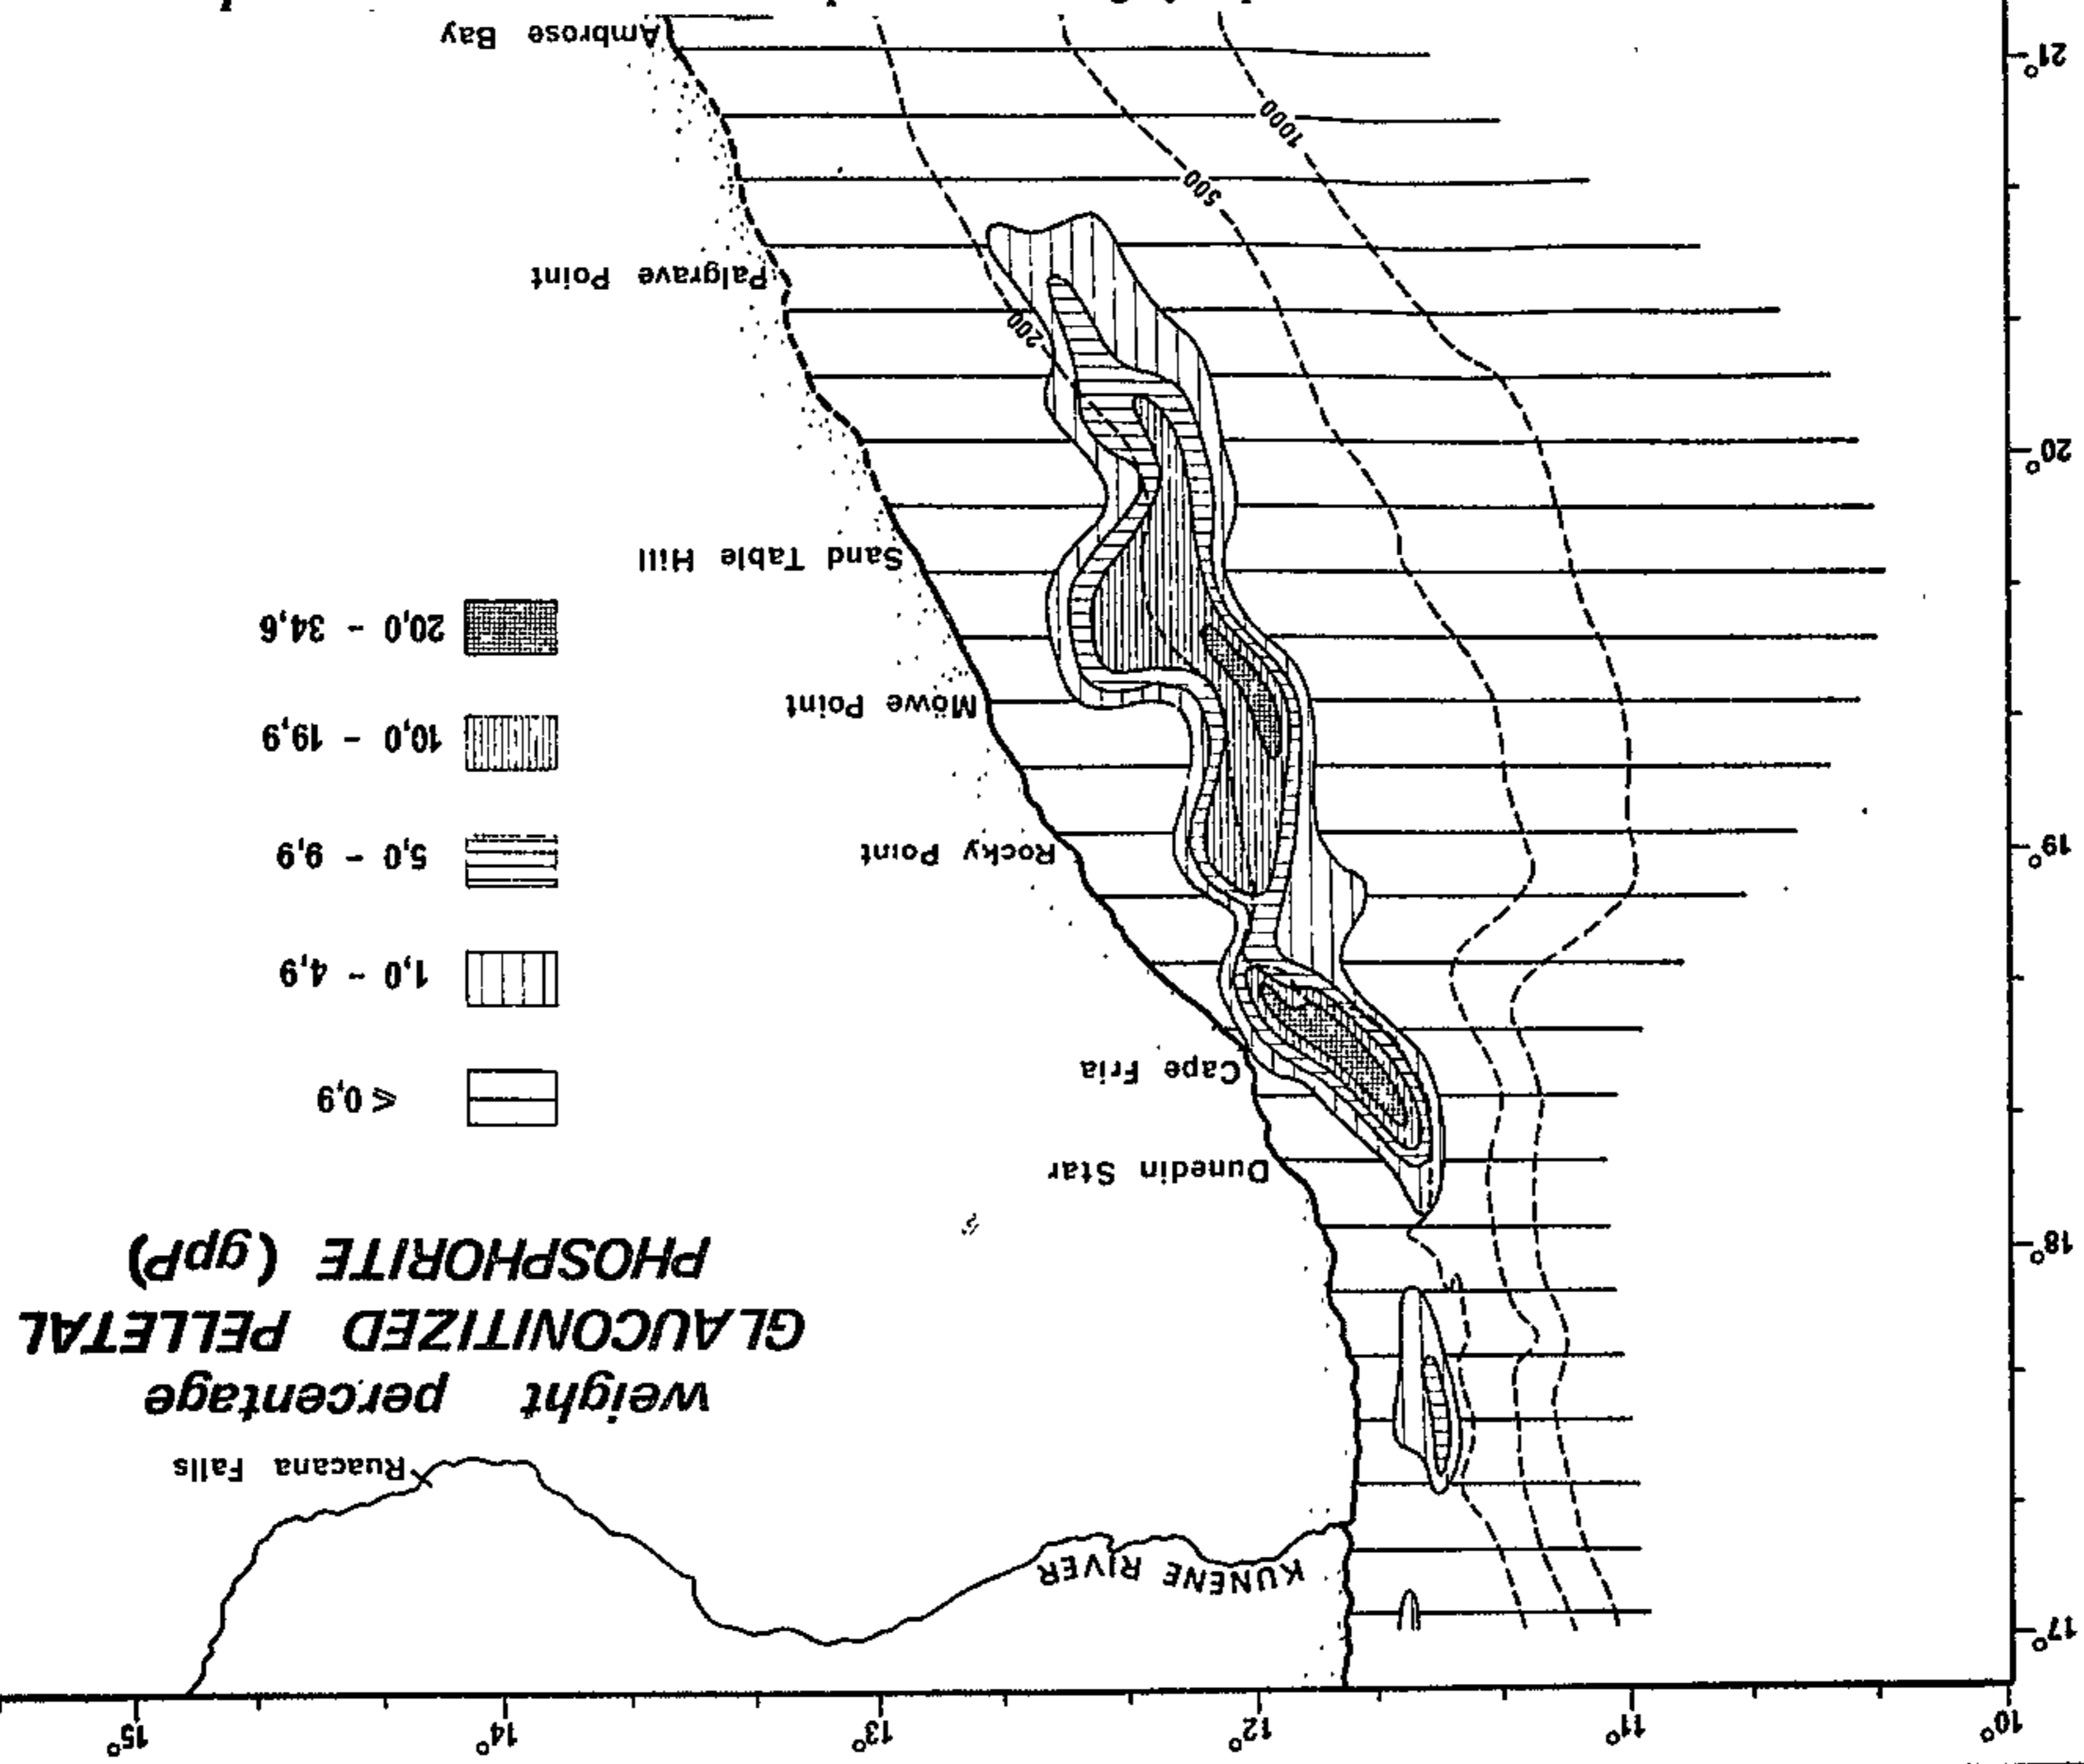 10° 11° 12° 13° 14° 15°
17°
KUNENE RIVER
Ruacana Falls
weight percentage
GLAUCONITIZED PELLETAL
PHOSPHORITE (gpP)
18°
Dunedin Star
Cape Fria
⩽ 0,9
1,0 - 4,9
19°
Rocky Point
5,0 - 9,9
Möwe Point
10,0 - 19,9
20,0 - 34,6
Sand Table Hill
20°
200
Palgrave Point
500
1000
21°
Ambrose Bay